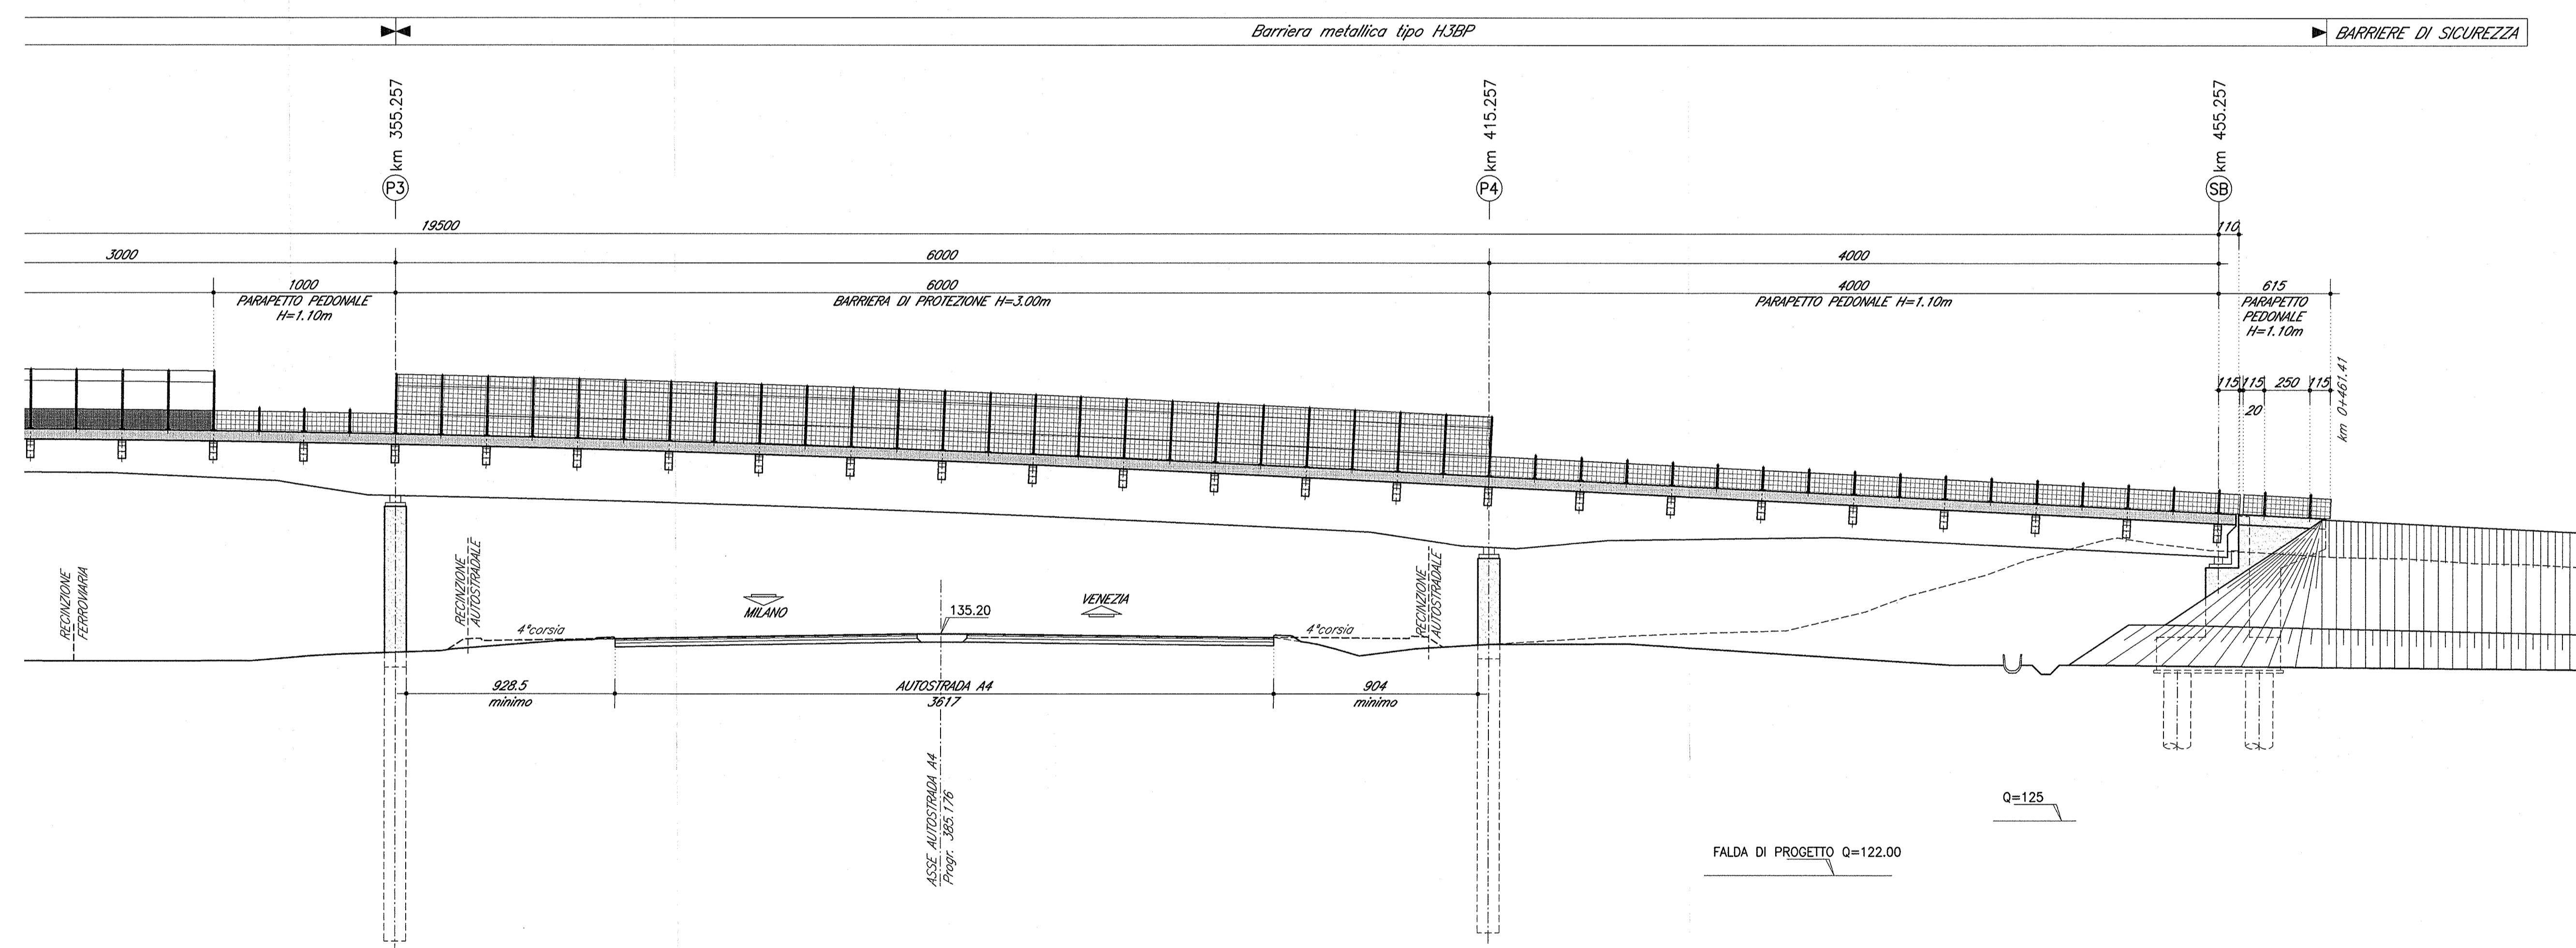 Barriera metallica tipo H3BP
BARRIERE DI SICUREZZA
km 355.257
km 415.257
km 455.257
P3
P4
SB
19500
110
3000
6000
4000
1000
6000
4000
615
PARAPETTO PEDONALE
H=1.10m
BARRIERA DI PROTEZIONE H=3.00m
PARAPETTO PEDONALE H=1.10m
PARAPETTO
PEDONALE
H=1.10m
km 0+461.41
115
115
250
115
20
RECINZIONE
FERROVIARIA
RECINZIONE
AUTOSTRADALE
MILANO
VENEZIA
135.20
4°corsia
4°corsia
RECINZIONE
AUTOSTRADALE
928.5
minimo
AUTOSTRADA A4
3617
904
minimo
ASSE AUTOSTRADA A4
Progr. 385.176
Q=125
FALDA DI PROGETTO Q=122.00